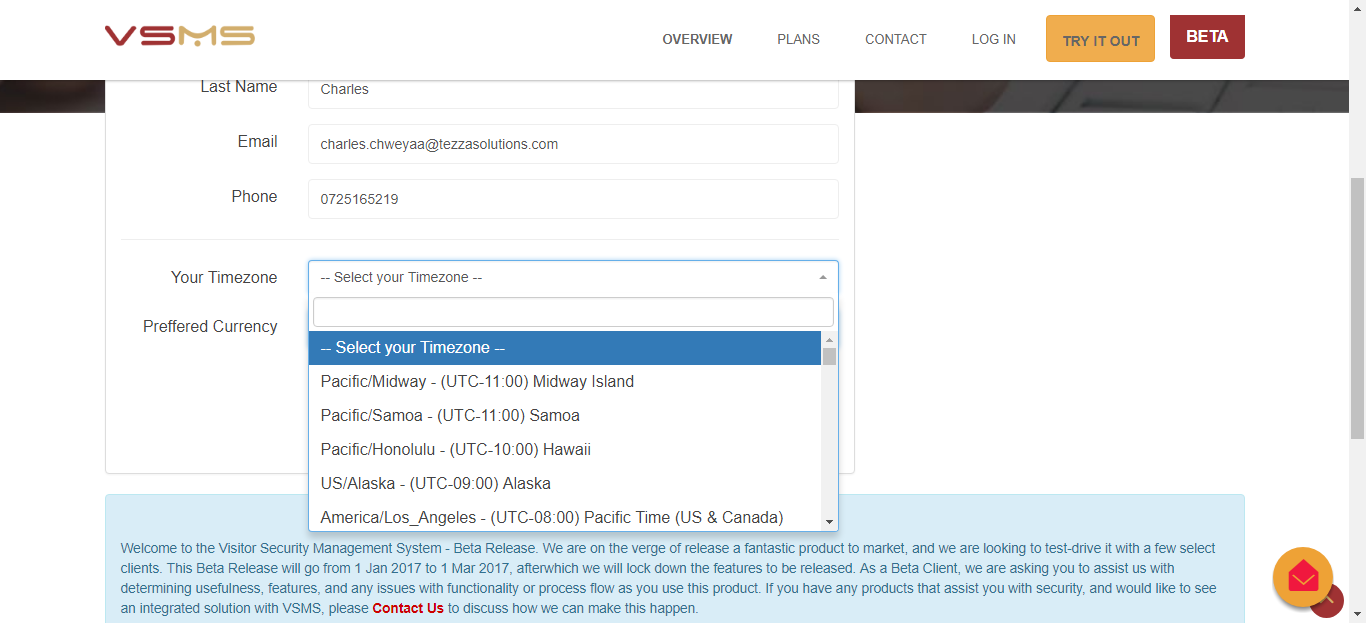 VSMS
OVERVIEW PLANS CONTACT LOG IN TRY IT OUT BETA
Last Name Charles
Email charles.chweyaa@tezzasolutions.com
Phone 0725165219
Your Timezone -- Select your Timezone --
Preffered Currency
-- Select your Timezone --
Pacific/Midway - (UTC-11:00) Midway Island
Pacific/Samoa - (UTC-11:00) Samoa
Pacific/Honolulu - (UTC-10:00) Hawaii
US/Alaska - (UTC-09:00) Alaska
America/Los_Angeles - (UTC-08:00) Pacific Time (US & Canada)
Welcome to the Visitor Security Management System - Beta Release. We are on the verge of release a fantastic product to market, and we are looking to test-drive it with a few select
clients. This Beta Release will go from 1 Jan 2017 to 1 Mar 2017, afterwhich we will lock down the features to be released. As a Beta Client, we are asking you to assist us with
determining usefulness, features, and any issues with functionality or process flow as you use this product. If you have any products that assist you with security, and would like to see
an integrated solution with VSMS, please Contact Us to discuss how we can make this happen.